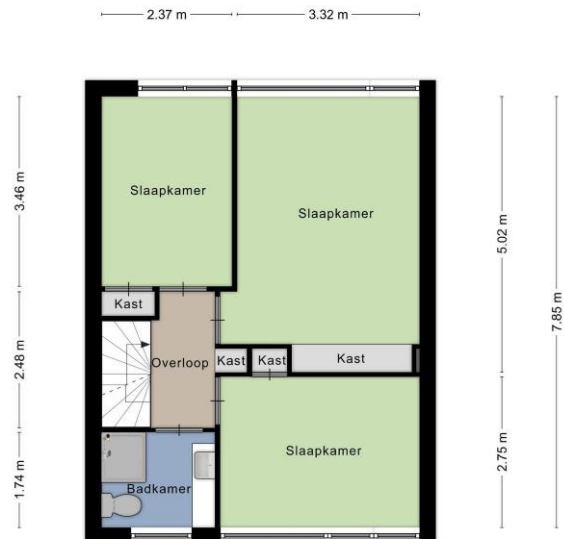 2.37 m
3.32 m
3.46 m
2.48 m
1.74 m
5.02 m
2.75 m
7.85 m
Slaapkamer
Slaapkamer
Kast
Overloop
Kast
Kast
Kast
Slaapkamer
Badkamer